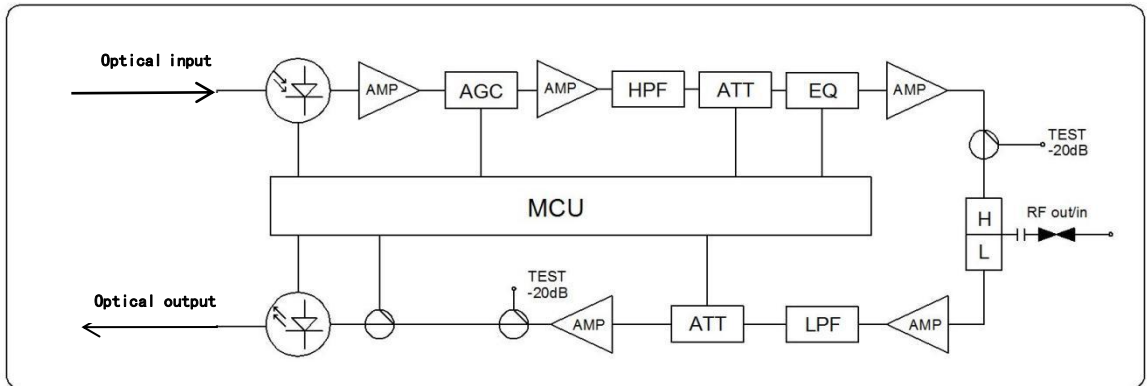 Optical input
AMP
AGC
AMP
HPF
ATT
EQ
AMP
TEST
-20dB
MCU
H
RF out/in
L
TEST
-20dB
Optical output
AMP
ATT
LPF
AMP